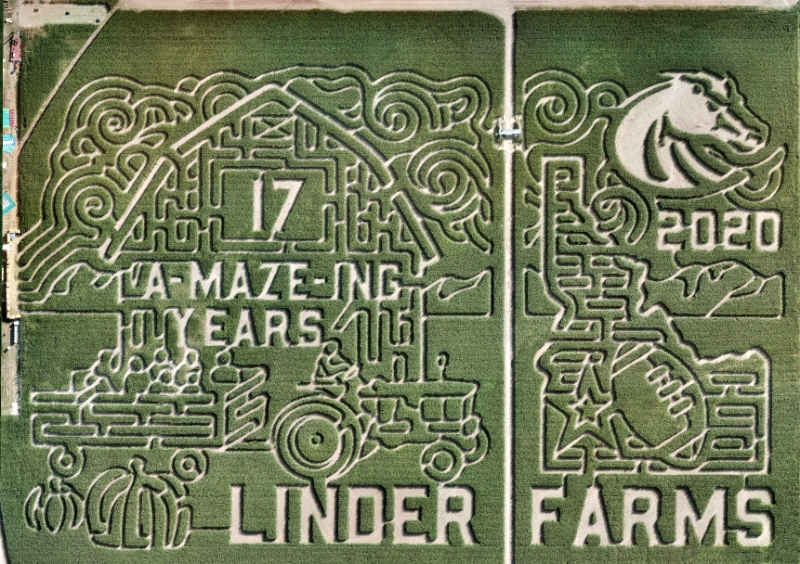 17
A-MAZE-ING
YEARS
2020
LINDER FARMS